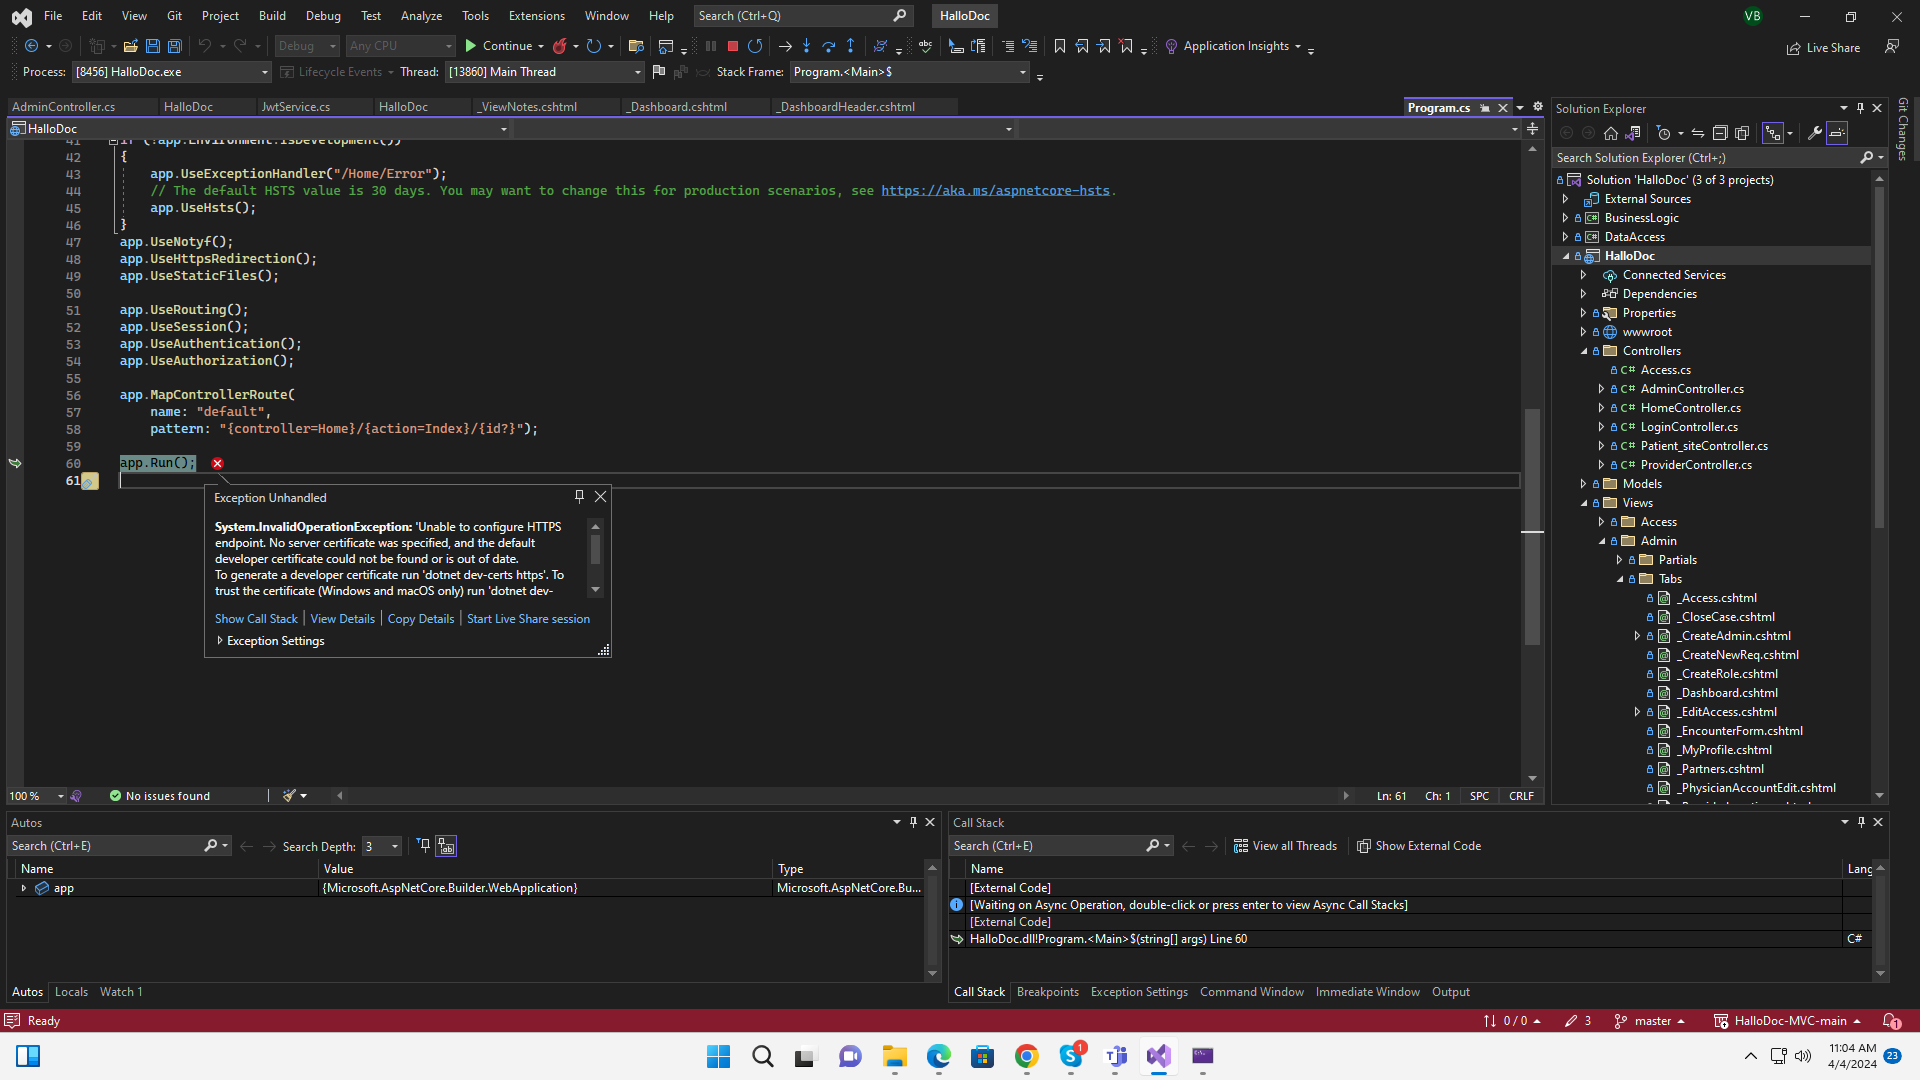 File Edit View Git Project Build Debug Test Analyze Tools Extensions Window Help Search (Ctrl+Q) HalloDoc VB
Debug Any CPU Continue Application Insights Live Share
Process: [8456] HalloDoc.exe Lifecycle Events Thread: [13860] Main Thread Stack Frame: Program.<Main>$
AdminController.cs HalloDoc JwtService.cs HalloDoc _ViewNotes.cshtml _Dashboard.cshtml _DashboardHeader.cshtml Program.cs
HalloDoc
41 if (!app.Environment.IsDevelopment())
42 {
43 app.UseExceptionHandler("/Home/Error");
44 // The default HSTS value is 30 days. You may want to change this for production scenarios, see https://aka.ms/aspnetcore-hsts.
45 app.UseHsts();
46 }
47 app.UseNotyf();
48 app.UseHttpsRedirection();
49 app.UseStaticFiles();
50
51 app.UseRouting();
52 app.UseSession();
53 app.UseAuthentication();
54 app.UseAuthorization();
55
56 app.MapControllerRoute(
57 name: "default",
58 pattern: "{controller=Home}/{action=Index}/{id?}");
59
60 app.Run();
61
Exception Unhandled
System.InvalidOperationException: 'Unable to configure HTTPS
endpoint. No server certificate was specified, and the default
developer certificate could not be found or is out of date.
To generate a developer certificate run 'dotnet dev-certs https'. To
trust the certificate (Windows and macOS only) run 'dotnet dev-
Show Call Stack | View Details | Copy Details | Start Live Share session
Exception Settings
100 % No issues found Ln: 61 Ch: 1 SPC CRLF
Solution Explorer
Search Solution Explorer (Ctrl+;)
Solution 'HalloDoc' (3 of 3 projects)
External Sources
C# BusinessLogic
C# DataAccess
HalloDoc
Connected Services
Dependencies
Properties
wwwroot
Controllers
C# Access.cs
C# AdminController.cs
C# HomeController.cs
C# LoginController.cs
C# Patient_siteController.cs
C# ProviderController.cs
Models
Views
Access
Admin
Partials
Tabs
_Access.cshtml
_CloseCase.cshtml
_CreateAdmin.cshtml
_CreateNewReq.cshtml
_CreateRole.cshtml
_Dashboard.cshtml
_EditAccess.cshtml
_EncounterForm.cshtml
_MyProfile.cshtml
_Partners.cshtml
_PhysicianAccountEdit.cshtml
Git Changes
Autos
Search (Ctrl+E) Search Depth: 3
Name Value Type
app {Microsoft.AspNetCore.Builder.WebApplication} Microsoft.AspNetCore.Bu...
Autos Locals Watch 1
Call Stack
Search (Ctrl+E) View all Threads Show External Code
Name Lang
[External Code]
[Waiting on Async Operation, double-click or press enter to view Async Call Stacks]
[External Code]
HalloDoc.dll!Program.<Main>$(string[] args) Line 60 C#
Call Stack Breakpoints Exception Settings Command Window Immediate Window Output
Ready 0 / 0 3 master HalloDoc-MVC-main 1
1
11:04 AM
4/4/2024 23